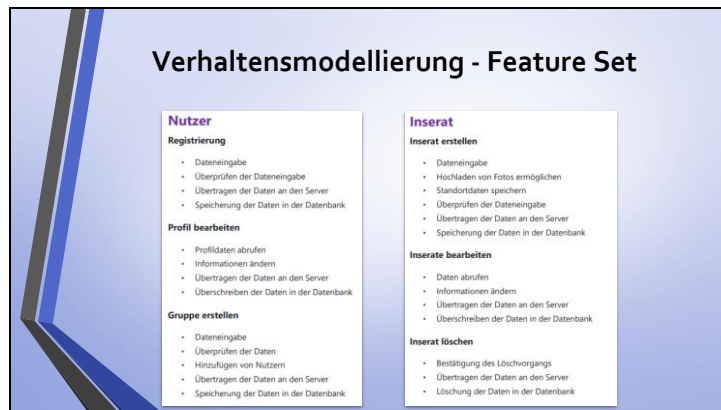 Verhaltensmodellierung - Feature Set
Nutzer
Registrierung
• Dateneingabe
• Überprüfen der Dateneingabe
• Übertragen der Daten an den Server
• Speicherung der Daten in der Datenbank
Profil bearbeiten
• Profildaten abrufen
• Informationen ändern
• Übertragen der Daten an den Server
• Überschreiben der Daten in der Datenbank
Gruppe erstellen
• Dateneingabe
• Überprüfen der Daten
• Hinzufügen von Nutzern
• Übertragen der Daten an den Server
• Speicherung der Daten in der Datenbank
Inserat
Inserat erstellen
• Dateneingabe
• Hochladen von Fotos ermöglichen
• Standortdaten speichern
• Überprüfen der Dateneingabe
• Übertragen der Daten an den Server
• Speicherung der Daten in der Datenbank
Inserate bearbeiten
• Daten abrufen
• Informationen ändern
• Übertragen der Daten an den Server
• Überschreiben der Daten in der Datenbank
Inserat löschen
• Bestätigung des Löschvorgangs
• Übertragen der Daten an den Server
• Löschung der Daten in der Datenbank